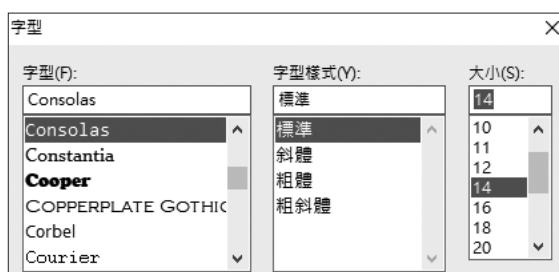 字型
字型(F):
字型樣式(Y):
大小(S):
Consolas
標準
14
Consolas
Constantia
Cooper
COPPERPLATE GOTHIC
Corbel
Courier
標準
斜體
粗體
粗斜體
10
11
12
14
16
18
20